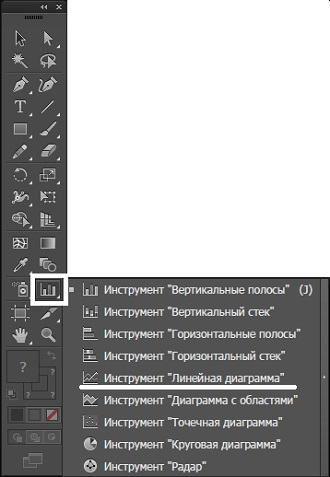 Инструмент "Вертикальные полосы" (J)
Инструмент "Вертикальный стек"
Инструмент "Горизонтальные полосы"
Инструмент "Горизонтальный стек"
Инструмент "Линейная диаграмма"
Инструмент "Диаграмма с областями"
Инструмент "Точечная диаграмма"
Инструмент "Круговая диаграмма"
Инструмент "Радар"
?
?
?